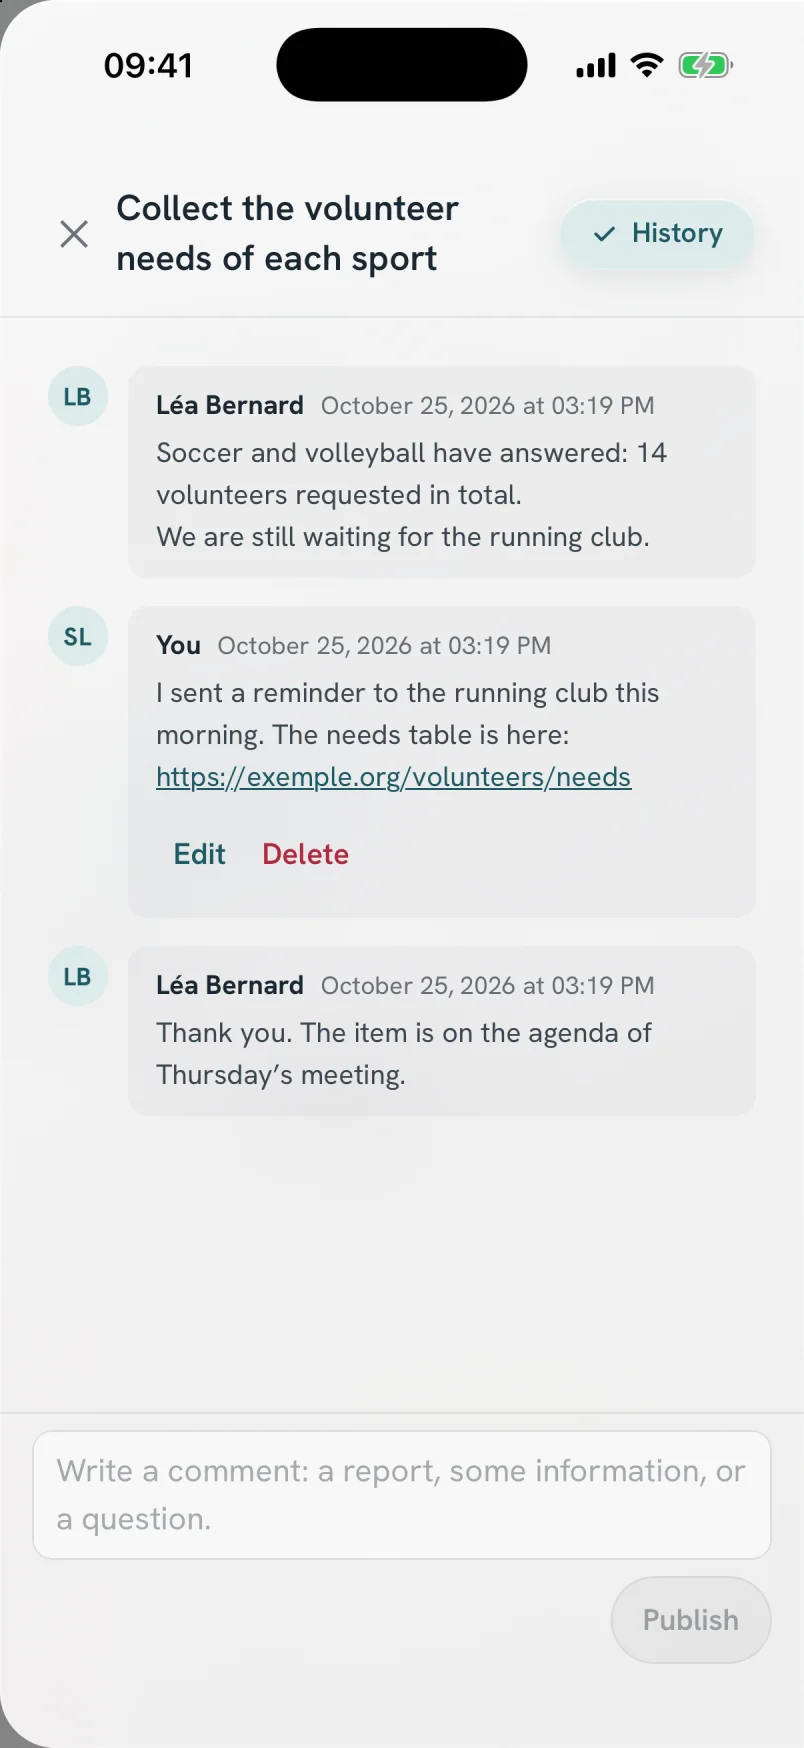 09:41
Collect the volunteer
needs of each sport
History
LB
Léa Bernard October 25, 2026 at 03:19 PM
Soccer and volleyball have answered: 14
volunteers requested in total.
We are still waiting for the running club.
SL
You October 25, 2026 at 03:19 PM
I sent a reminder to the running club this
morning. The needs table is here:
https://exemple.org/volunteers/needs
Edit Delete
LB
Léa Bernard October 25, 2026 at 03:19 PM
Thank you. The item is on the agenda of
Thursday’s meeting.
Write a comment: a report, some information, or
a question.
Publish